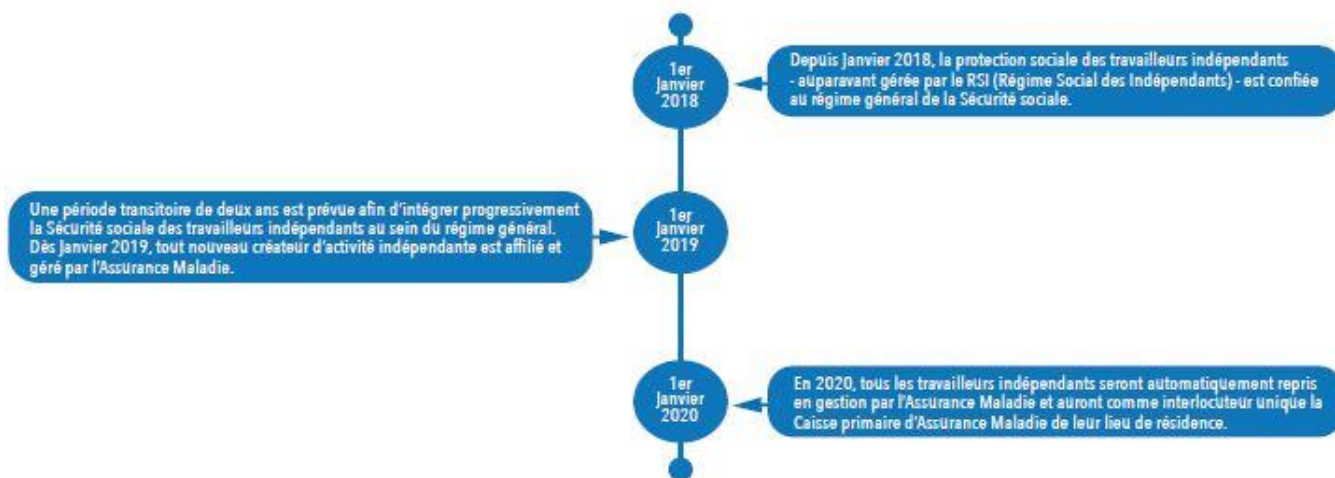 1er
Janvier
2018
Depuis Janvier 2018, la protection sociale des travailleurs indépendants
- auparavant gérée par le RSI (Régime Social des Indépendants) - est confiée
au régime général de la Sécurité sociale.
Une période transitoire de deux ans est prévue afin d'intégrer progressivement
la Sécurité sociale des travailleurs indépendants au sein du régime général.
Dès Janvier 2019, tout nouveau créateur d'activité indépendante est affilié et
géré par l'Assurance Maladie.
1er
Janvier
2019
1er
Janvier
2020
En 2020, tous les travailleurs indépendants seront automatiquement repris
en gestion par l'Assurance Maladie et auront comme interlocuteur unique la
Caisse primaire d'Assurance Maladie de leur lieu de résidence.